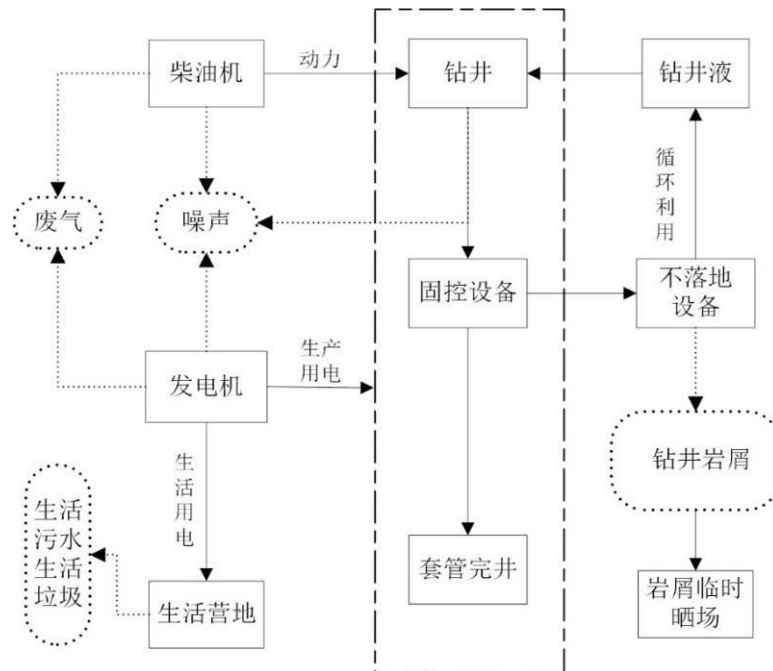 柴油机
动力
钻井
钻井液
废气
噪声
循
环
利
用
固控设备
不落地
设备
发电机
生产
用电
生
活
用
电
钻井岩屑
生活
污水
生活
垃圾
生活营地
套管完井
岩屑临时
晒场